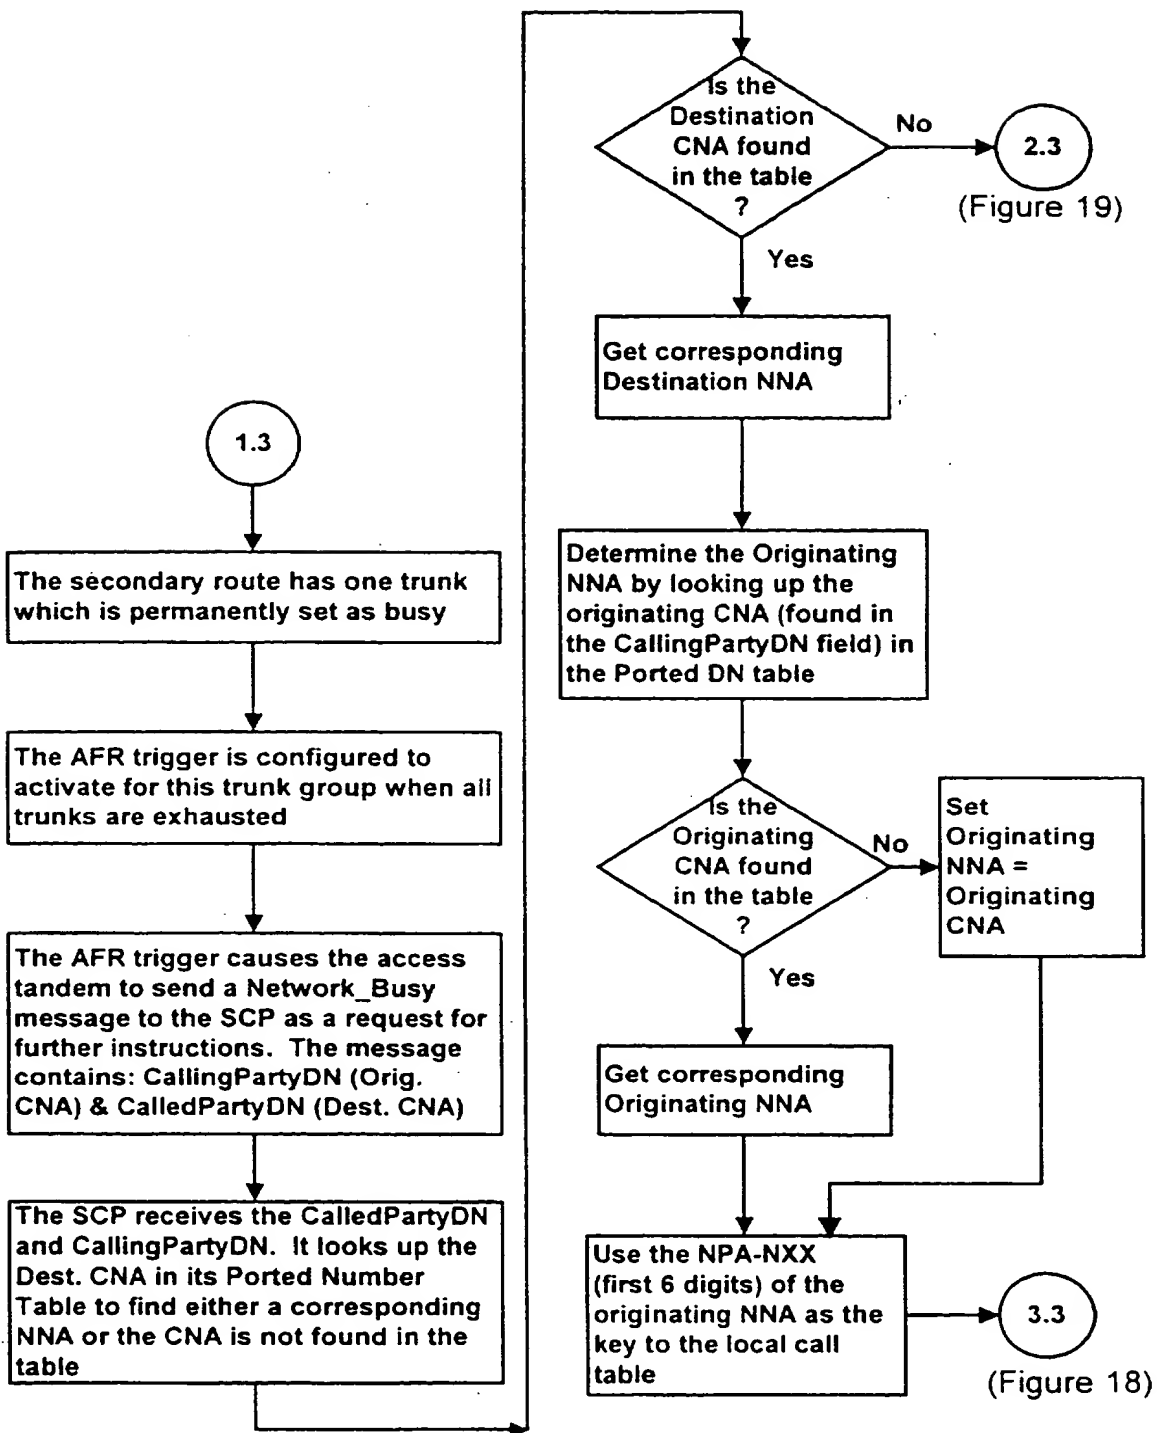 1.3
The secondary route has one trunk
which is permanently set as busy
The AFR trigger is configured to
activate for this trunk group when all
trunks are exhausted
The AFR trigger causes the access
tandem to send a Network_Busy
message to the SCP as a request for
further instructions. The message
contains: CallingPartyDN (Orig.
CNA) & CalledPartyDN (Dest. CNA)
The SCP receives the CalledPartyDN
and CallingPartyDN. It looks up the
Dest. CNA in its Ported Number
Table to find either a corresponding
NNA or the CNA is not found in the
table
Is the
Destination
CNA found
in the table
?
No
2.3
(Figure 19)
Yes
Get corresponding
Destination NNA
Determine the Originating
NNA by looking up the
originating CNA (found in
the CallingPartyDN field) in
the Ported DN table
Is the
Originating
CNA found
in the table
?
No
Set
Originating
NNA =
Originating
CNA
Yes
Get corresponding
Originating NNA
Use the NPA-NXX
(first 6 digits) of the
originating NNA as the
key to the local call
table
3.3
(Figure 18)